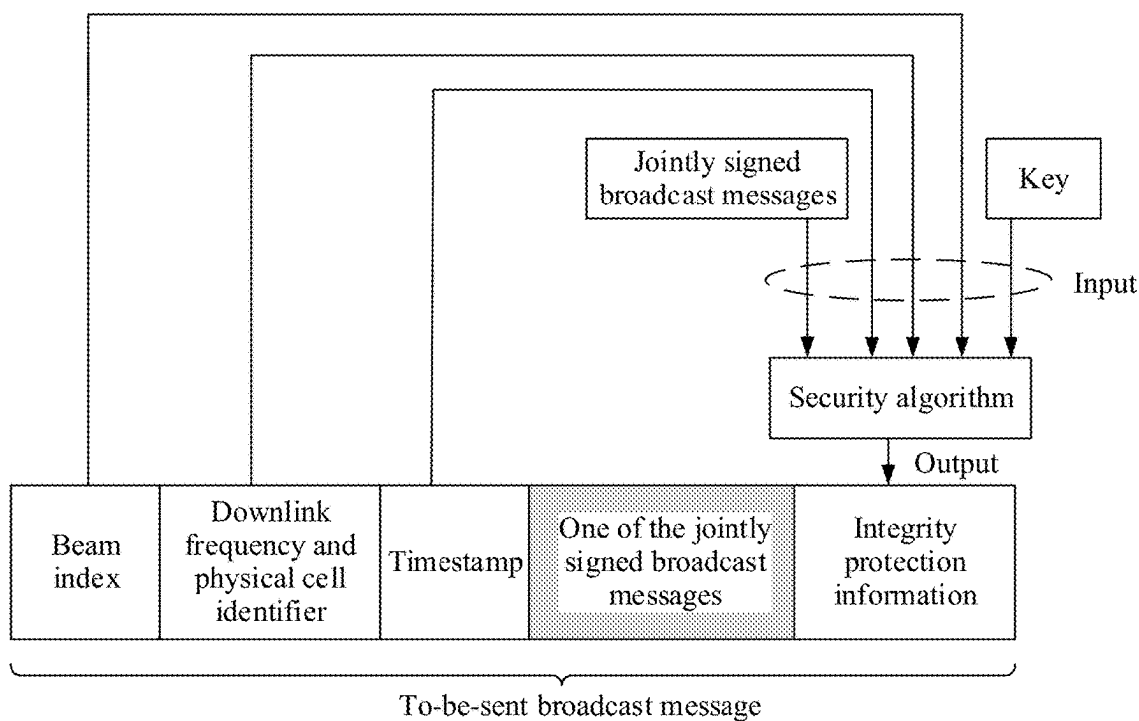 Jointly signed
broadcast messages
Key
Input
Security algorithm
Output
Beam
index
Downlink
frequency and
physical cell
identifier
Timestamp
One of the jointly
signed broadcast
messages
Integrity
protection
information
To-be-sent broadcast message